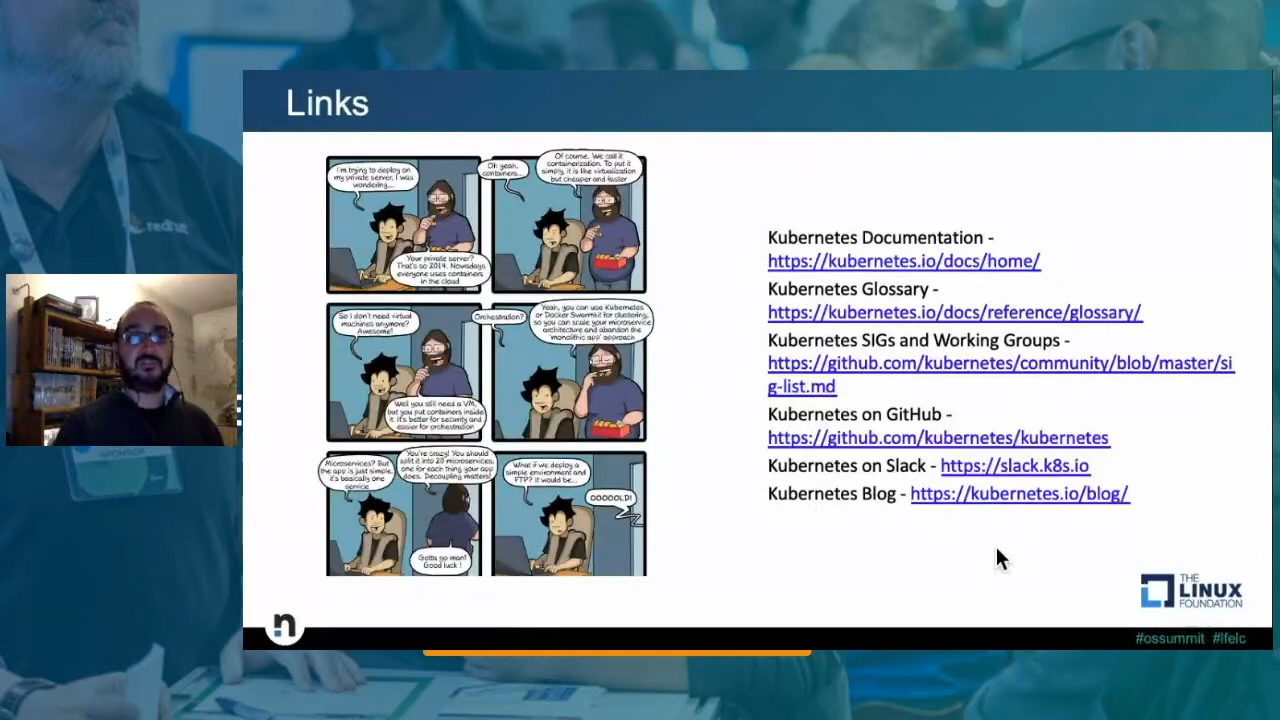 Links
I'm trying to deploy on
my private server, I was
wondering...
Your private server?
That's so 2014. Nowadays
everyone uses containers
in the cloud
Oh yeah,
containers...
Of course. We call it
containerization. To put it
simply, it is like virtualization
but cheaper and faster
So I don't need virtual
machines anymore?
Awesome!
Well you still need a VM,
but you put containers inside
it. It's better for security and
easier for orchestration
Orchestration?
Yeah, you can use Kubernetes
or Docker Swarmkit for clustering,
so you can scale your microservice
architecture and abandon the
'monolithic app' approach
Microservices? But
the app is just simple,
it's basically one
service
You're crazy! You should
split it into 20 microservices,
one for each thing your app
does. Decoupling matters!
Gotta go man!
Good luck !
What if we deploy a
simple environment and
FTP? It would be...
OOOOOLD!
Kubernetes Documentation -
https://kubernetes.io/docs/home/
Kubernetes Glossary -
https://kubernetes.io/docs/reference/glossary/
Kubernetes SIGs and Working Groups -
https://github.com/kubernetes/community/blob/master/si
g-list.md
Kubernetes on GitHub -
https://github.com/kubernetes/kubernetes
Kubernetes on Slack - https://slack.k8s.io
Kubernetes Blog - https://kubernetes.io/blog/
THE
LINUX
FOUNDATION
n
#ossummit #lfelc
redhat
SPONSOR